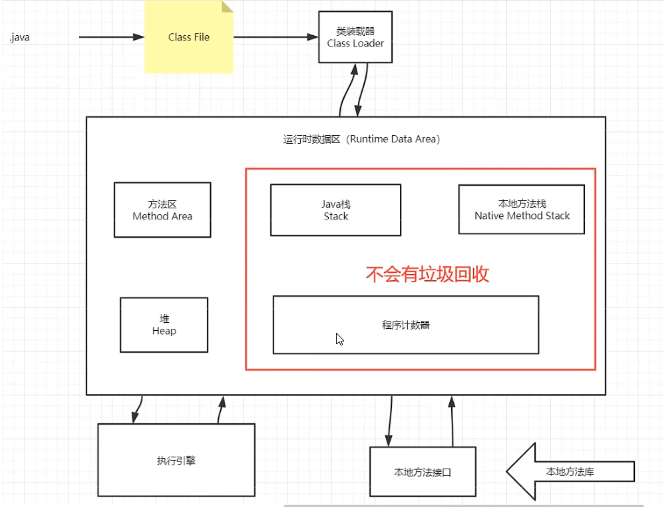 .java
Class File
类装载器
Class Loader
运行时数据区（Runtime Data Area）
方法区
Method Area
Java栈
Stack
本地方法栈
Native Method Stack
不会有垃圾回收
堆
Heap
程序计数器
执行引擎
本地方法接口
本地方法库